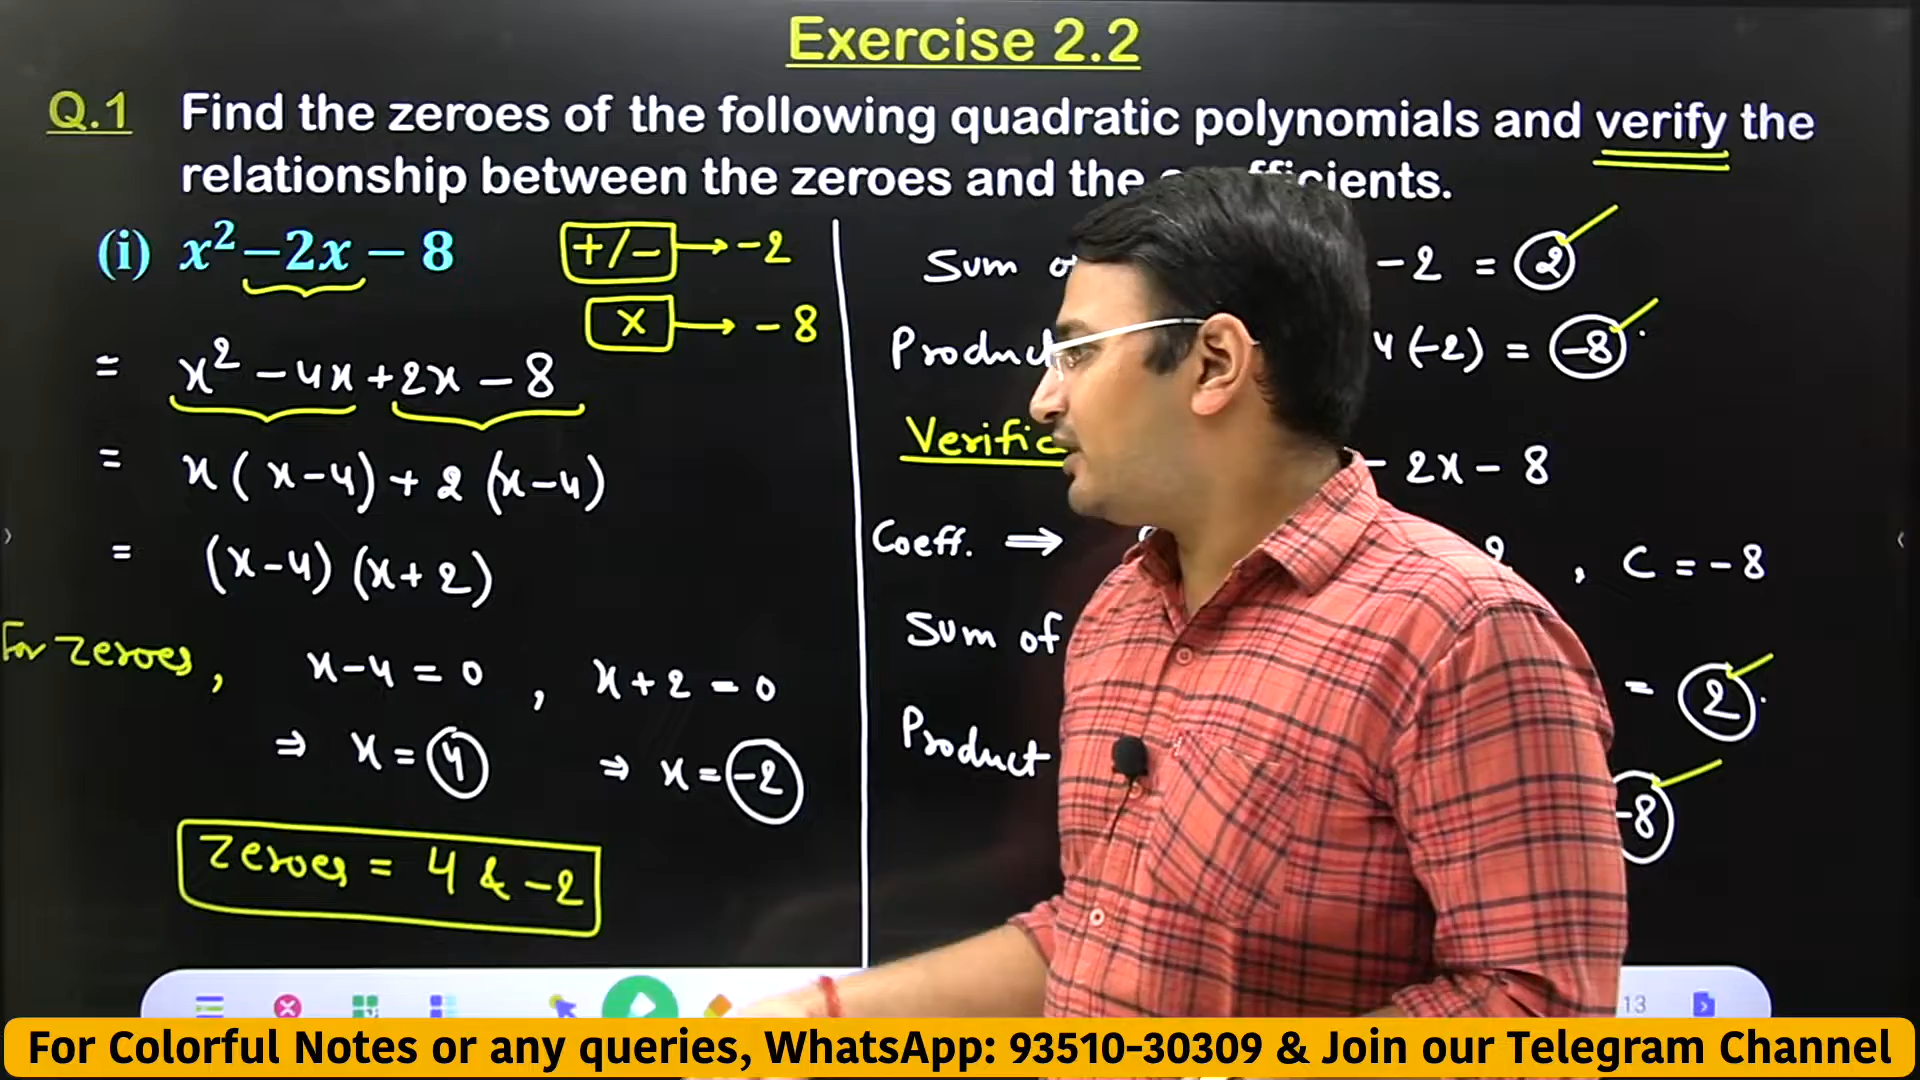 Exercise 2.2
Q.1 Find the zeroes of the following quadratic polynomials and verify the
relationship between the zeroes and the
(i) x² −2x − 8
+/- → -2
x → -8
= x² - 4x + 2x - 8
= x(x-4) + 2(x-4)
= (x-4)(x+2)
For zeroes, x-4 = 0 , x+2 = 0
⇒ x = 4 ⇒ x = -2
zeroes = 4 & -2
Sum - 2 = 2
4(-2) = -8
- 2x - 8
Coeff. ⇒ , C = -8
Sum of = 2
Product -8
13
For Colorful Notes or any queries, WhatsApp: 93510-30309 & Join our Telegram Channel